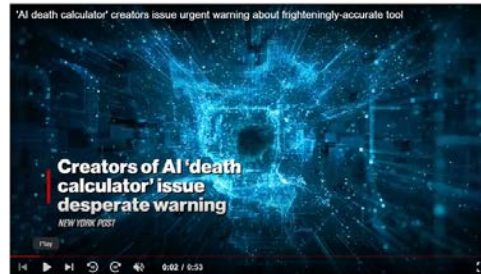 'AI death calculator' creators issue urgent warning about frighteningly-accurate tool
Creators of AI 'death
calculator' issue
desperate warning
NEW YORK POST
Play
0:02 / 0:53